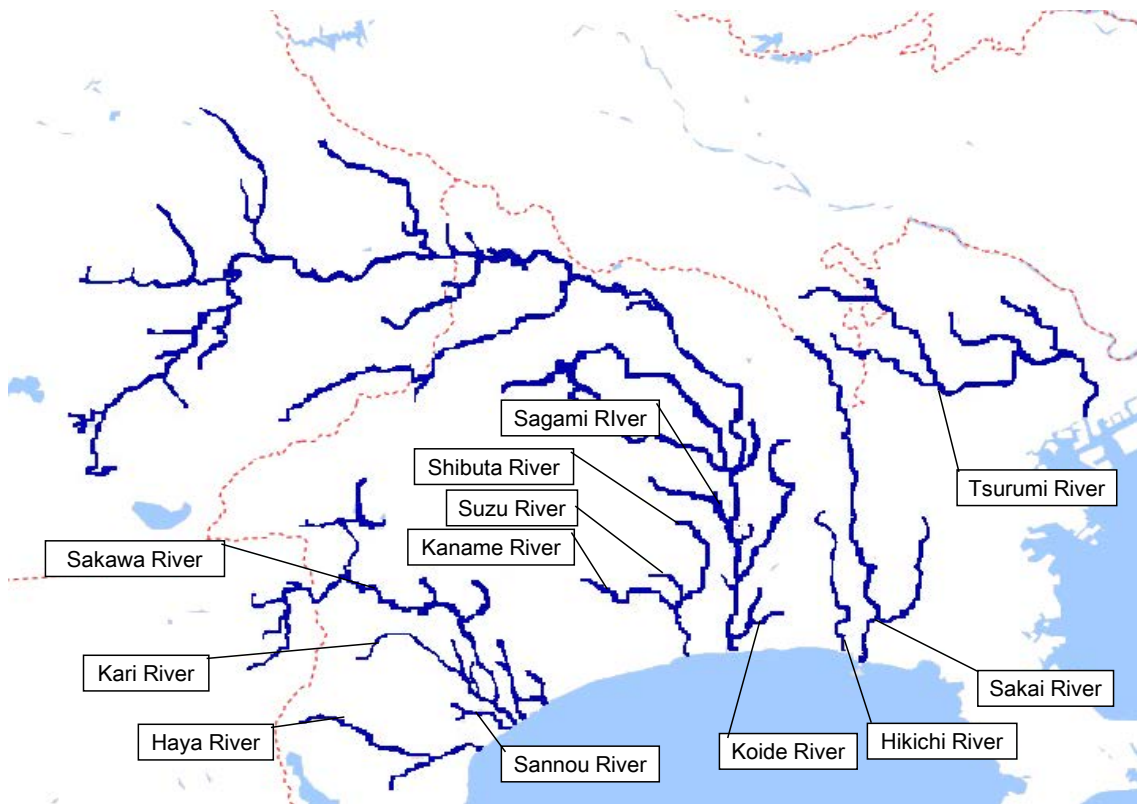 Sagami RIver
Shibuta River
Tsurumi River
Suzu River
Kaname River
Sakawa River
Kari River
Sakai River
Haya River
Hikichi River
Koide River
Sannou River